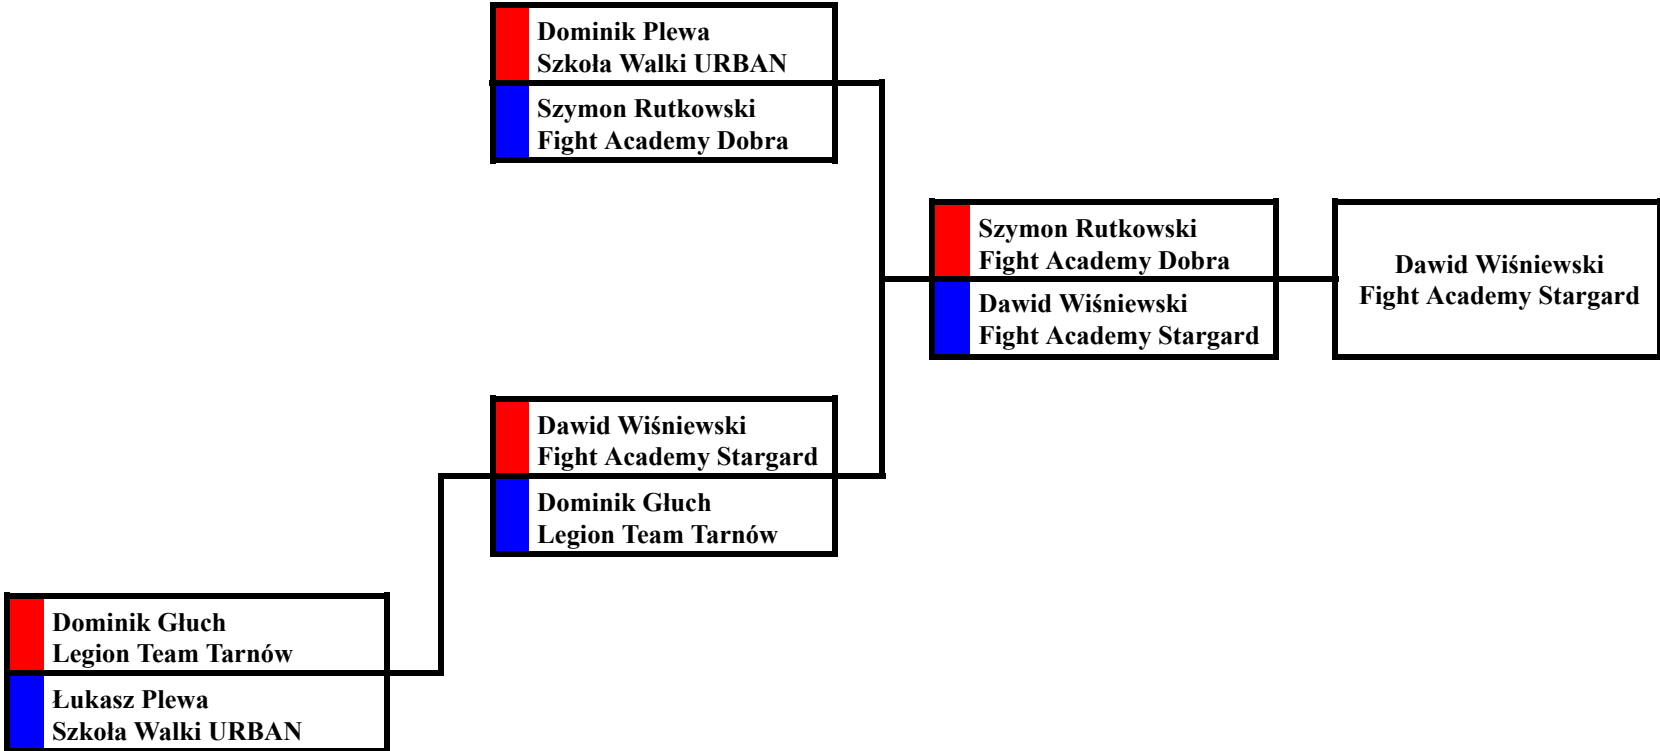 Dominik Plewa
Szkoła Walki URBAN
Szymon Rutkowski
Fight Academy Dobra
Szymon Rutkowski
Fight Academy Dobra
Dawid Wiśniewski
Fight Academy Stargard
Dawid Wiśniewski
Fight Academy Stargard
Dawid Wiśniewski
Fight Academy Stargard
Dominik Głuch
Legion Team Tarnów
Dominik Głuch
Legion Team Tarnów
Łukasz Plewa
Szkoła Walki URBAN